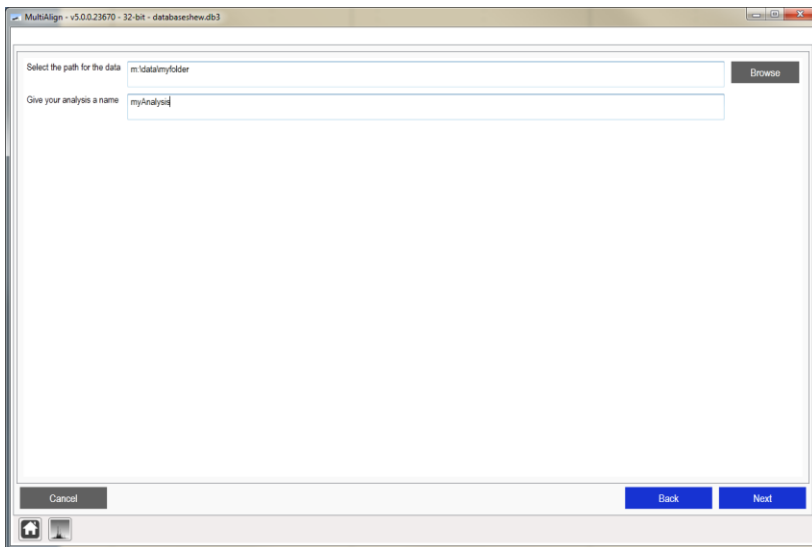 MultiAlign - v5.0.0.23670 - 32-bit - databaseshew.db3
Select the path for the data m:\data\myfolder Browse
Give your analysis a name myAnalysis
Cancel Back Next